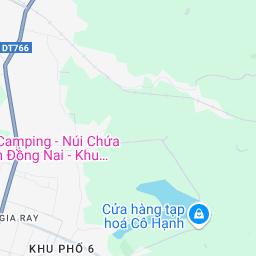 DT766
Camping - Núi Chứa
Đồng Nai - Khu...
Cửa hàng tạp
hoá Cô Hạnh
GIA.RAY
KHU PHỐ 6